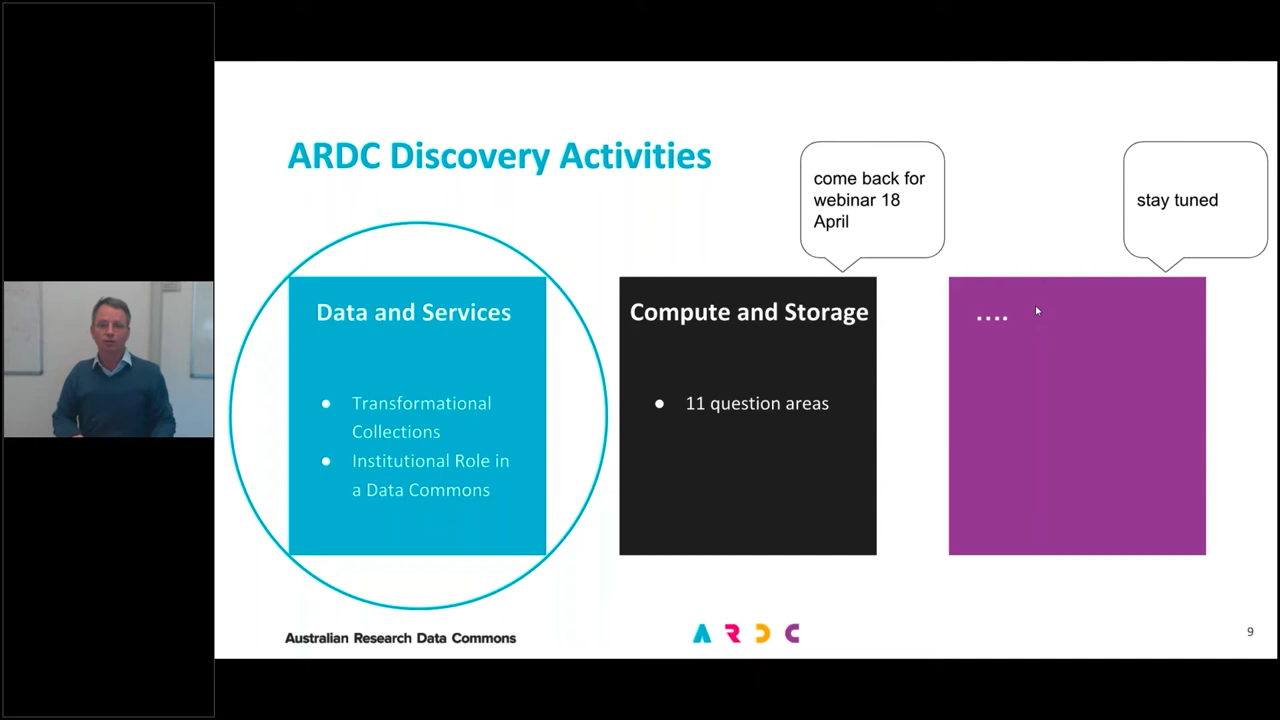 ARDC Discovery Activities
come back for
webinar 18
April
stay tuned
Data and Services
● Transformational
Collections
● Institutional Role in
a Data Commons
Compute and Storage
● 11 question areas
....
Australian Research Data Commons
ARDC
9